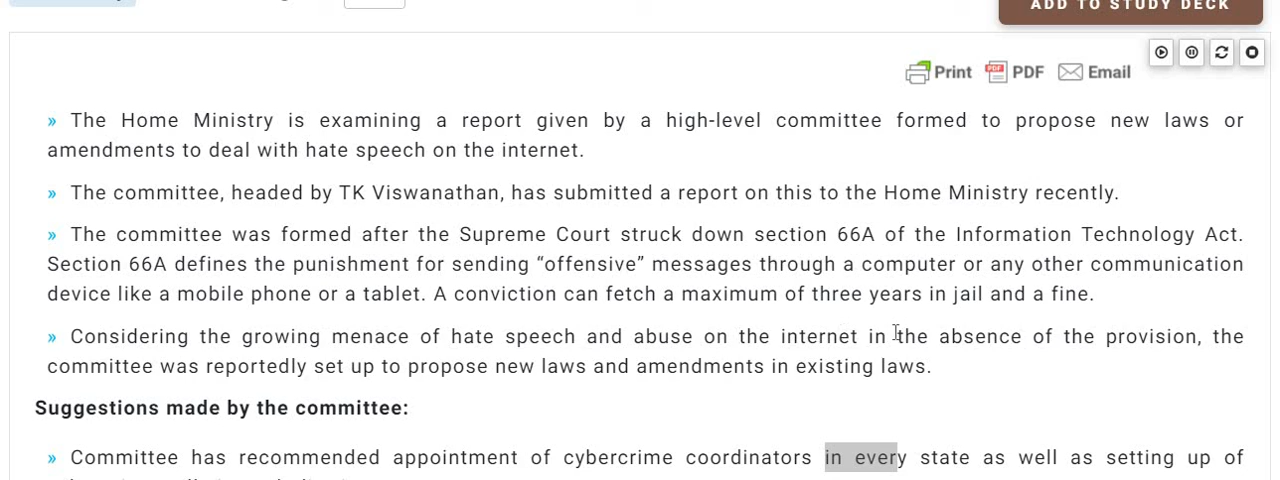 ADD TO STUDY DECK
Print PDF Email
» The Home Ministry is examining a report given by a high-level committee formed to propose new laws or
amendments to deal with hate speech on the internet.
» The committee, headed by TK Viswanathan, has submitted a report on this to the Home Ministry recently.
» The committee was formed after the Supreme Court struck down section 66A of the Information Technology Act.
Section 66A defines the punishment for sending “offensive” messages through a computer or any other communication
device like a mobile phone or a tablet. A conviction can fetch a maximum of three years in jail and a fine.
» Considering the growing menace of hate speech and abuse on the internet in the absence of the provision, the
committee was reportedly set up to propose new laws and amendments in existing laws.
Suggestions made by the committee:
» Committee has recommended appointment of cybercrime coordinators in every state as well as setting up of